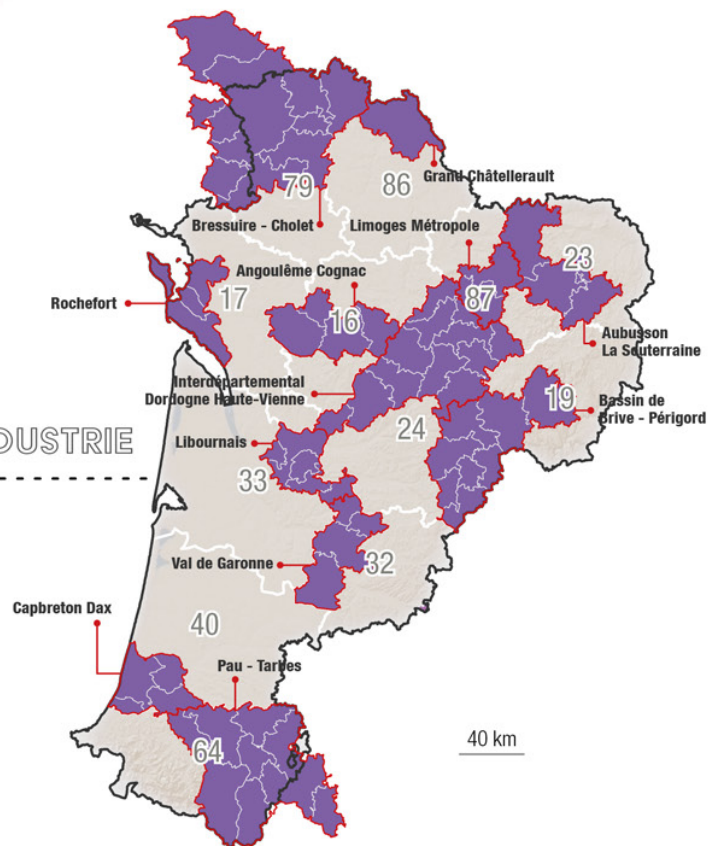 79
86
Grand Châtellerault
Bressuire - Cholet
Limoges Métropole
23
Angoulême Cognac
87
17
Rochefort
16
Aubusson
La Souterraine
Interdépartemental
Dordogne Haute-Vienne
19
Bassin de
Brive - Périgord
24
DUSTRIE
Libournais
33
Val de Garonne
32
Capbreton Dax
40
Pau - Tarbes
64
40 km